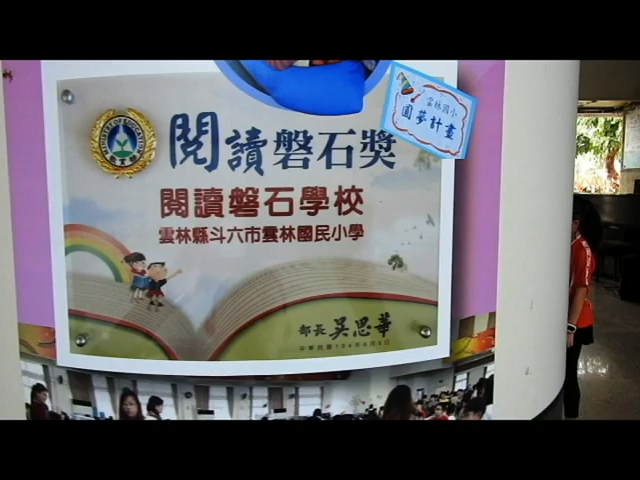 閱讀磐石獎
閱讀磐石學校
雲林縣斗六市雲林國民小學
部長 吳思華
雲林國小
圓夢計畫